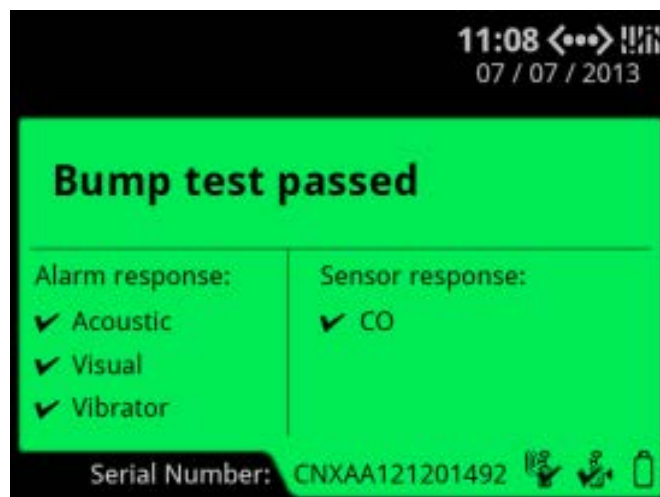 11:08
07 / 07 / 2013
Bump test passed
Alarm response:
Sensor response:
✔ Acoustic
✔ CO
✔ Visual
✔ Vibrator
Serial Number: CNXAA121201492